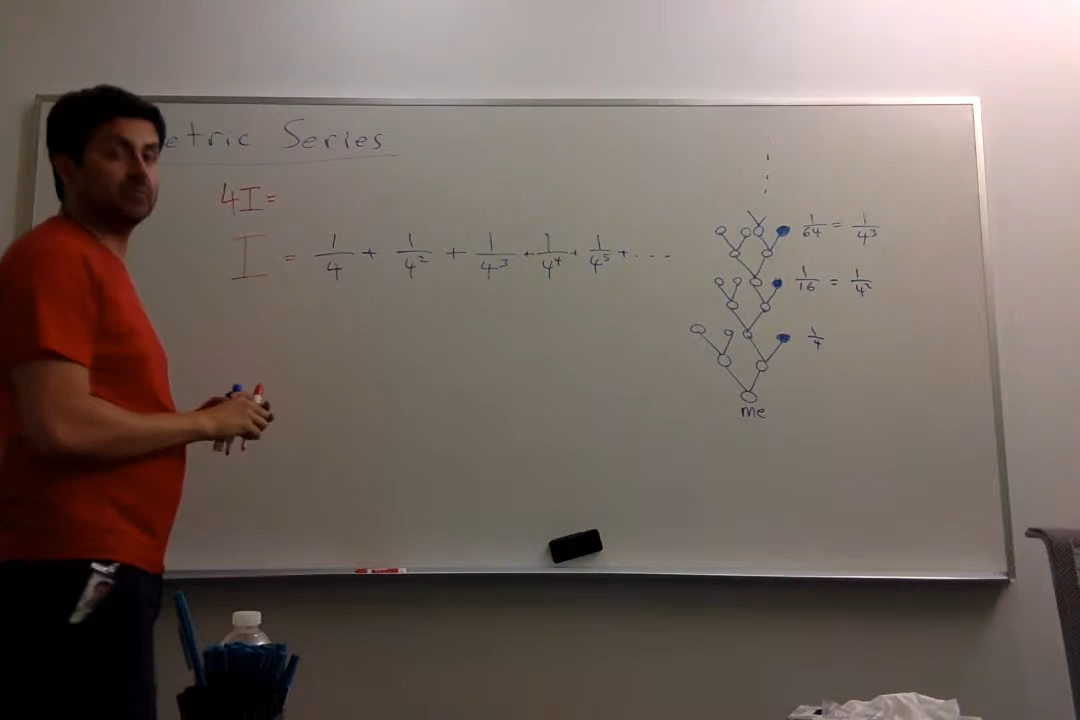 etric Series
4I =
I = 1/4 + 1/4² + 1/4³ + 1/4⁴ + 1/4⁵ + ...
1/64 = 1/4³
1/16 = 1/4²
1/4
me